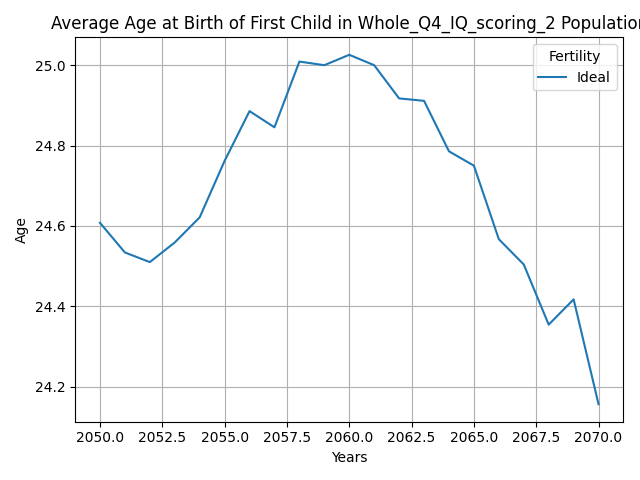 Average Age at Birth of First Child in Whole_Q4_IQ_scoring_2 Population
Fertility
Ideal
25.0
24.8
24.6
24.4
24.2
Age
2050.0 2052.5 2055.0 2057.5 2060.0 2062.5 2065.0 2067.5 2070.0
Years